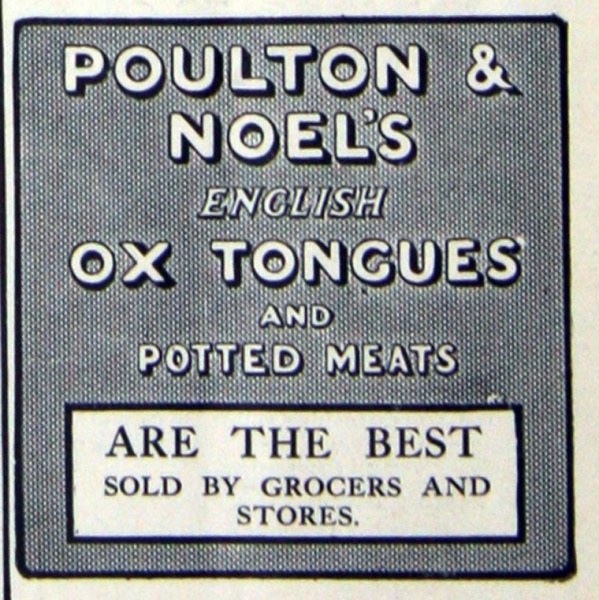 POULTON &
NOEL'S
ENGLISH
OX TONGUES
AND
POTTED MEATS
ARE THE BEST
SOLD BY GROCERS AND
STORES.